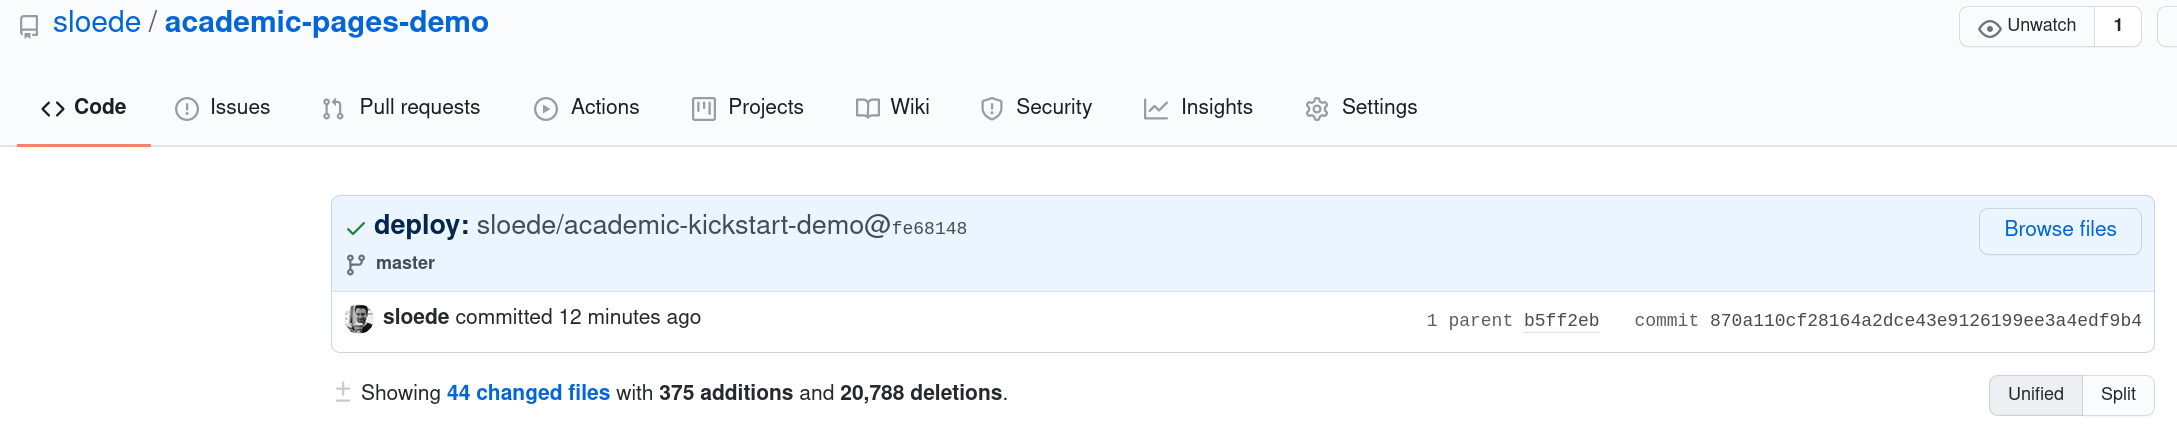 sloede / academic-pages-demo
Unwatch 1
Code Issues Pull requests Actions Projects Wiki Security Insights Settings
deploy: sloede/academic-kickstart-demo@fe68148
Browse files
master
sloede committed 12 minutes ago
1 parent b5ff2eb commit 870a110cf28164a2dce43e9126199ee3a4edf9b4
Showing 44 changed files with 375 additions and 20,788 deletions.
Unified Split